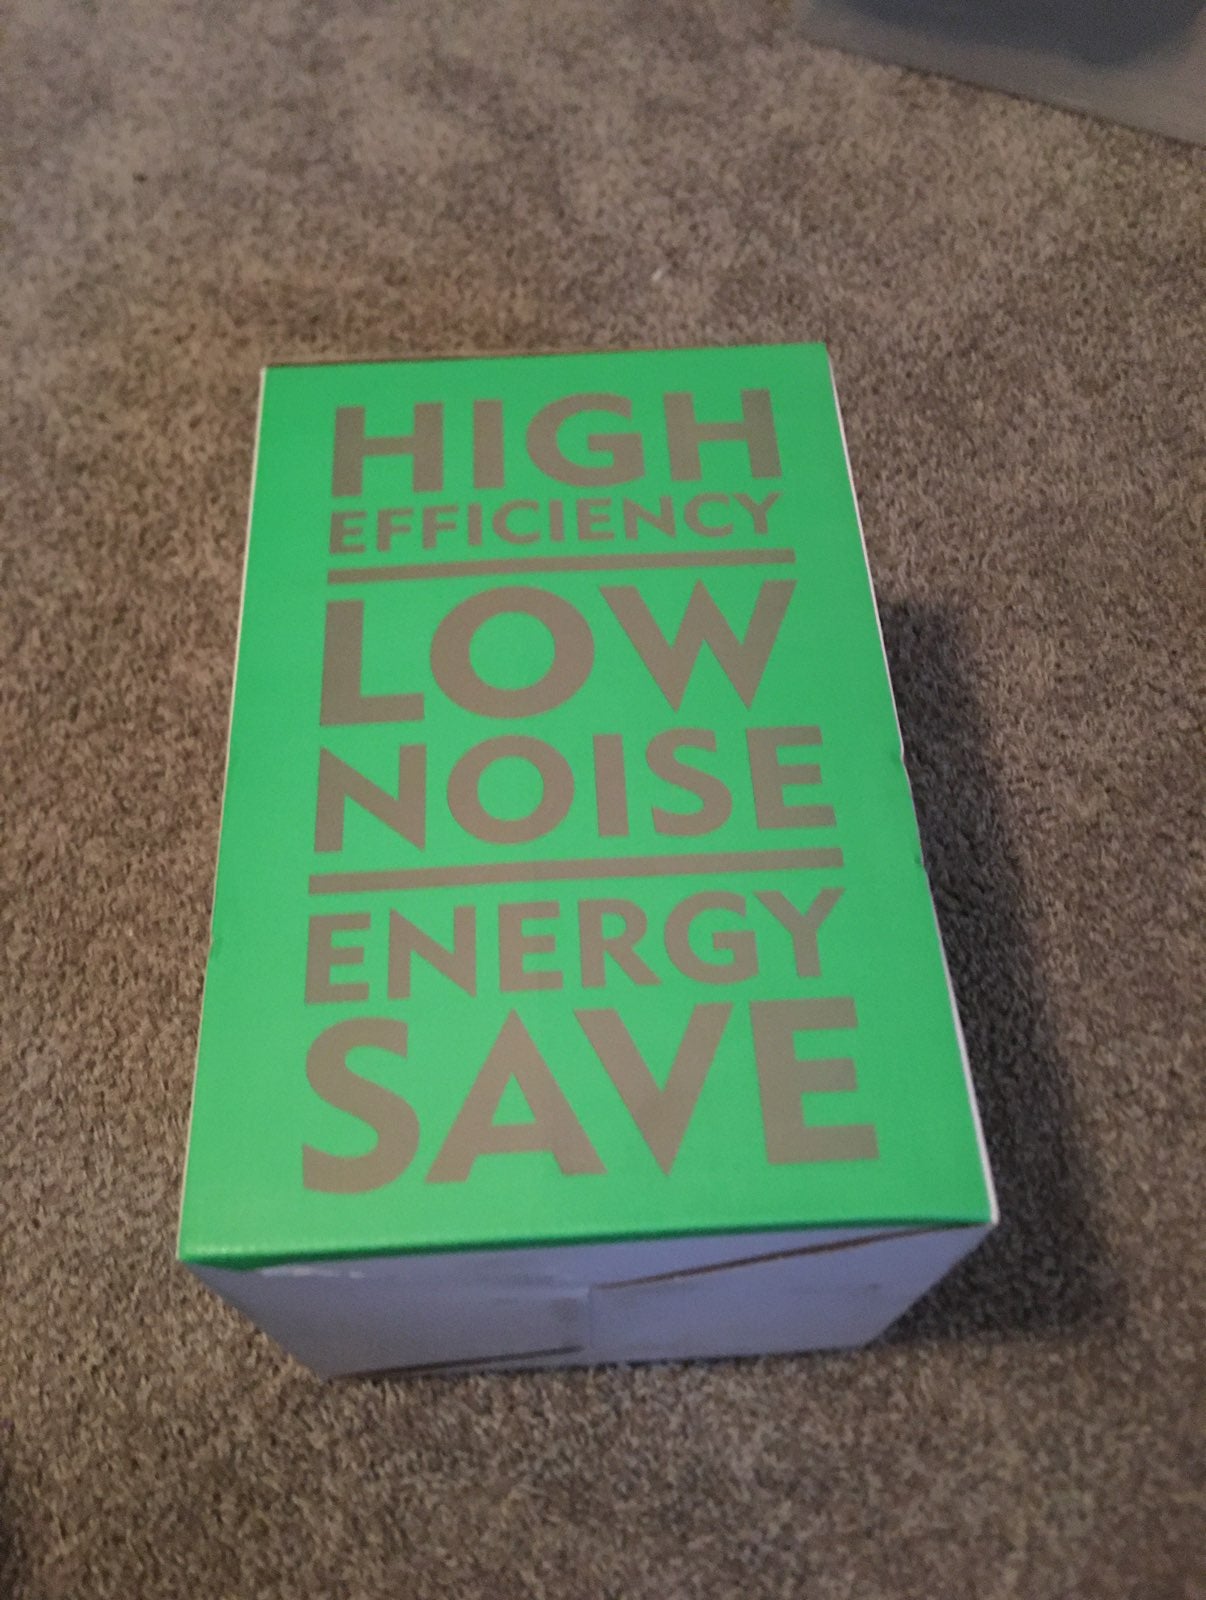 HIGH
EFFICIENCY
LOW
NOISE
ENERGY
SAVE